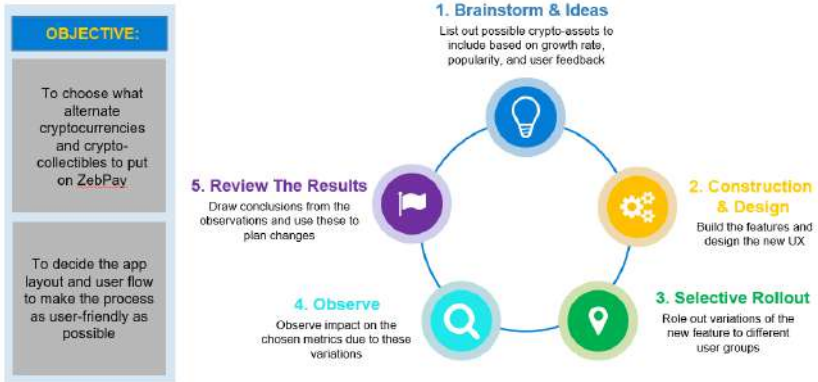 OBJECTIVE:
To choose what
alternate
cryptocurrencies
and crypto-
collectibles to put
on ZebPay
To decide the app
layout and user flow
to make the process
as user-friendly as
possible
1. Brainstorm & Ideas
List out possible crypto-assets to
include based on growth rate,
popularity, and user feedback
2. Construction
& Design
Build the features and
design the new UX
3. Selective Rollout
Role out variations of the
new feature to different
user groups
4. Observe
Observe impact on the
chosen metrics due to these
variations
5. Review The Results
Draw conclusions from the
observations and use these to
plan changes